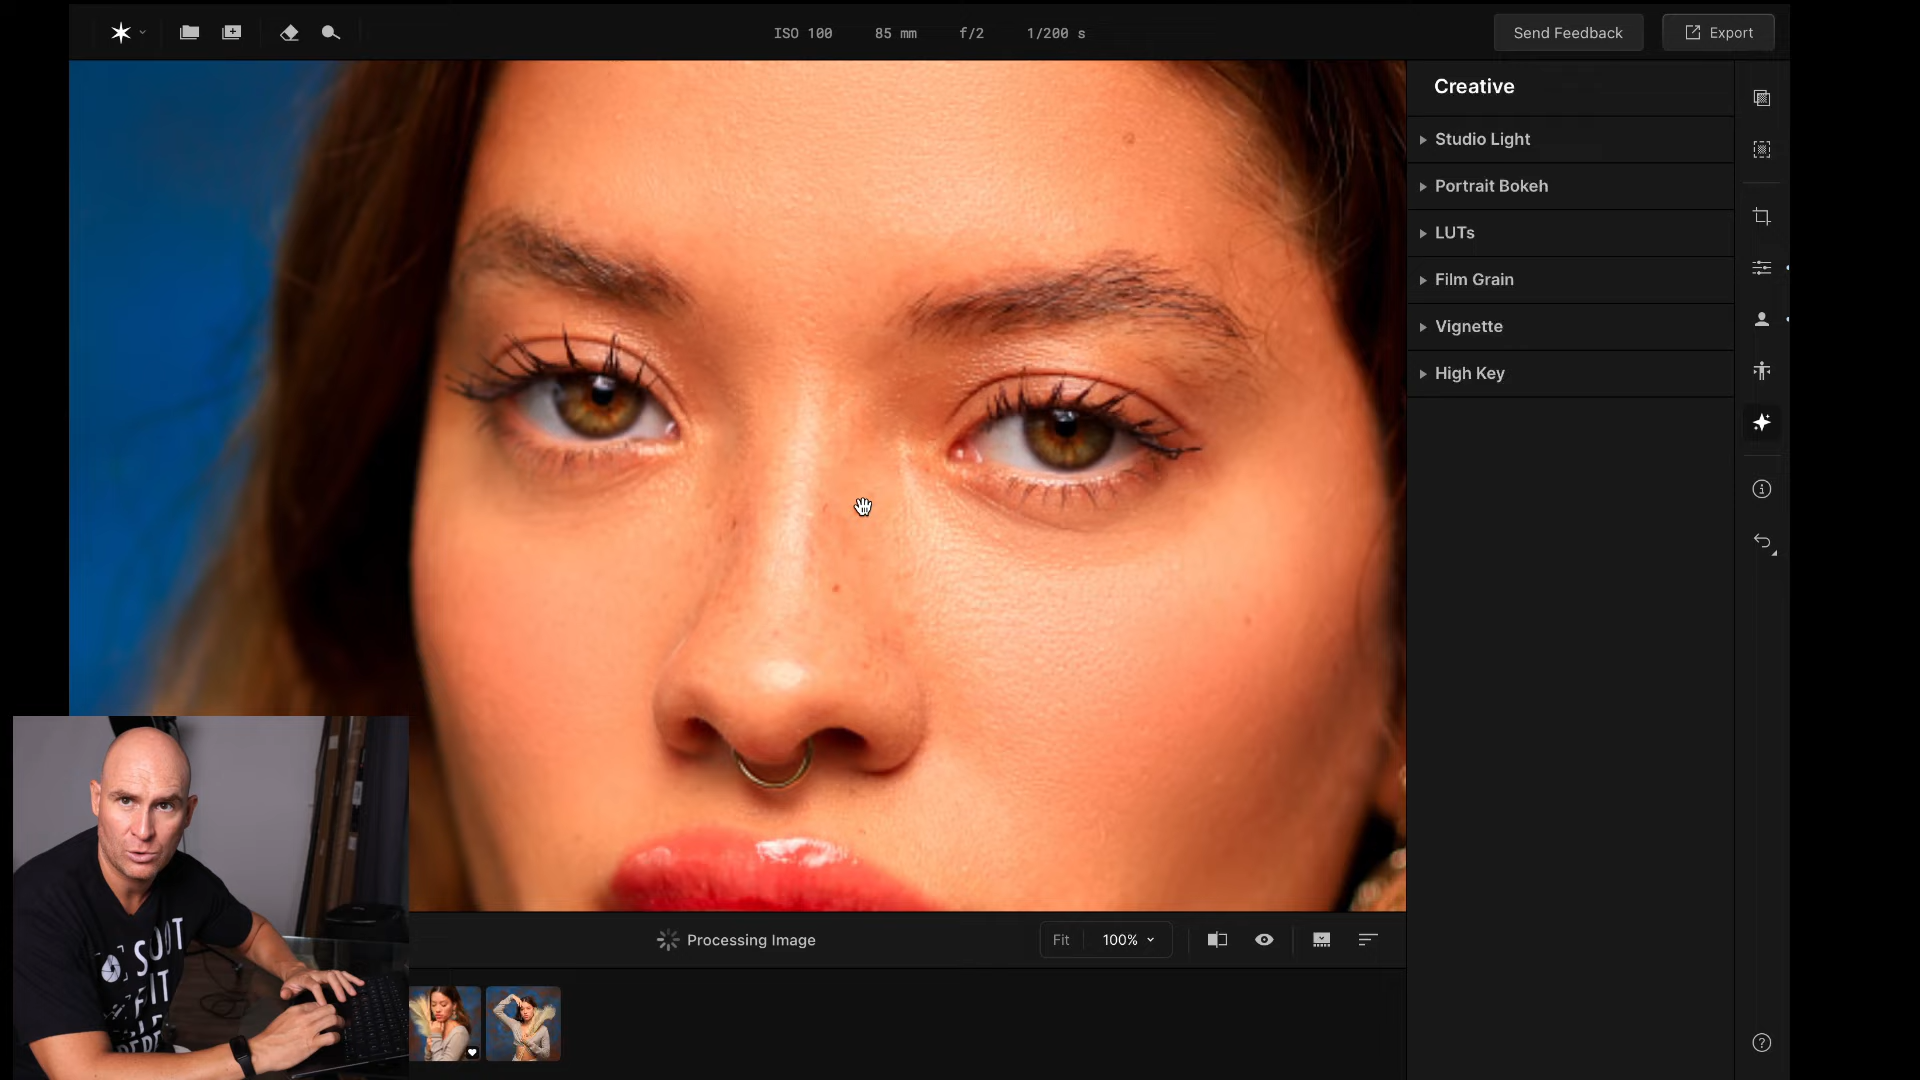 ISO 100 85 mm f/2 1/200 s
Send Feedback
Export
Creative
Studio Light
Portrait Bokeh
LUTs
Film Grain
Vignette
High Key
Processing Image
Fit 100%